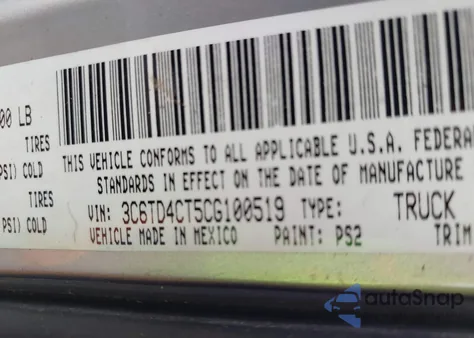 00 LB
TIRES
PSI) COLD
TIRES
PSI) COLD
THIS VEHICLE CONFORMS TO ALL APPLICABLE U.S.A. FEDERA
STANDARDS IN EFFECT ON THE DATE OF MANUFACTURE
VIN: 3C6TD4CT5CG100519 TYPE: TRUCK
VEHICLE MADE IN MEXICO PAINT: PS2 TRIM
autoSnap